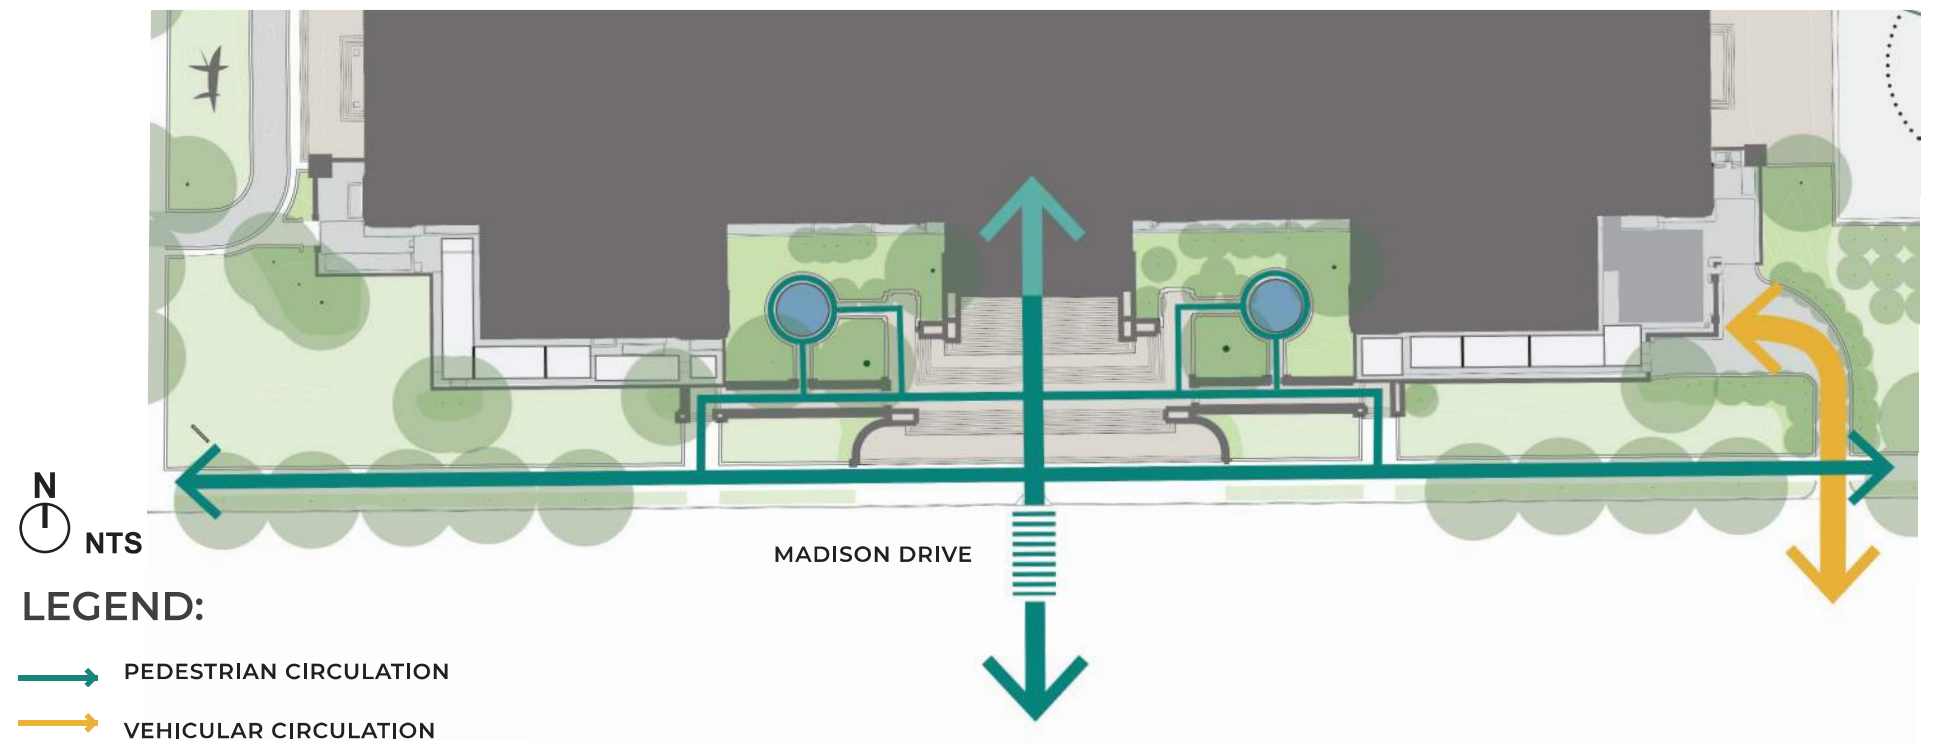 MADISON DRIVE
N
NTS
LEGEND:
PEDESTRIAN CIRCULATION
VEHICULAR CIRCULATION